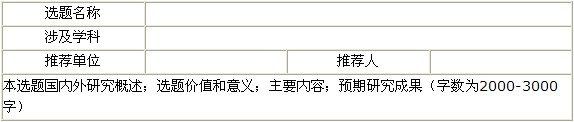 选题名称
涉及学科
推荐单位 推荐人
本选题国内外研究概述；选题价值和意义；主要内容；预期研究成果（字数为2000-3000
字）